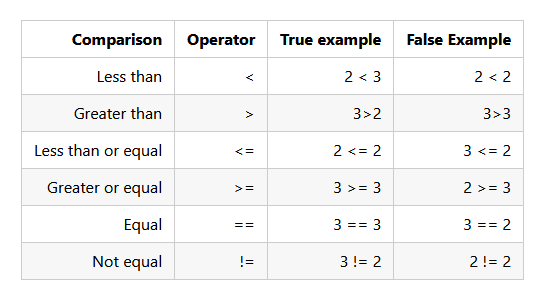 Comparison Operator True example False Example
Less than < 2 < 3 2 < 2
Greater than > 3>2 3>3
Less than or equal <= 2 <= 2 3 <= 2
Greater or equal >= 3 >= 3 2 >= 3
Equal == 3 == 3 3 == 2
Not equal != 3 != 2 2 != 2